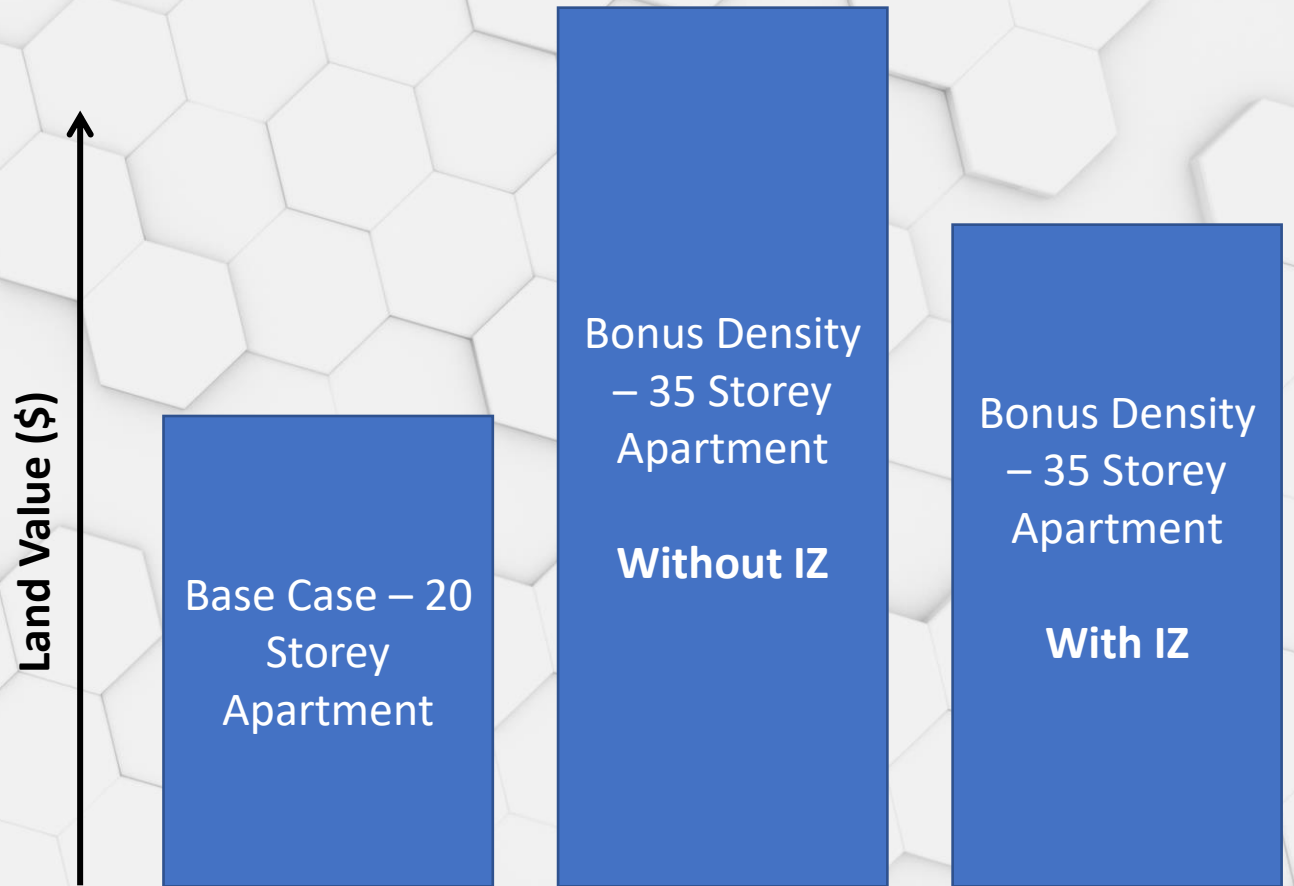 Land Value ($)
Base Case – 20
Storey
Apartment
Bonus Density
– 35 Storey
Apartment
Without IZ
Bonus Density
– 35 Storey
Apartment
With IZ